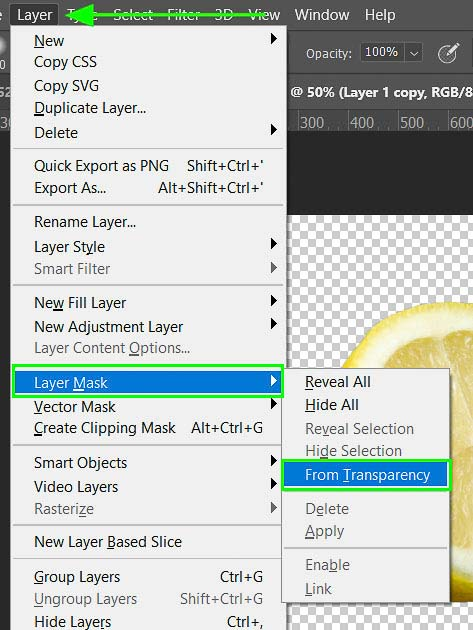 Layer Type Select Filter 3D View Window Help
Opacity: 100%
@ 50% (Layer 1 copy, RGB/8
300 400 500 600
New
Copy CSS
Copy SVG
Duplicate Layer...
Delete
Quick Export as PNG Shift+Ctrl+'
Export As... Alt+Shift+Ctrl+'
Rename Layer...
Layer Style
Smart Filter
New Fill Layer
New Adjustment Layer
Layer Content Options...
Layer Mask
Vector Mask
Create Clipping Mask Alt+Ctrl+G
Smart Objects
Video Layers
Rasterize
New Layer Based Slice
Group Layers Ctrl+G
Ungroup Layers Shift+Ctrl+G
Hide Layers Ctrl+,
Reveal All
Hide All
Reveal Selection
Hide Selection
From Transparency
Delete
Apply
Enable
Link